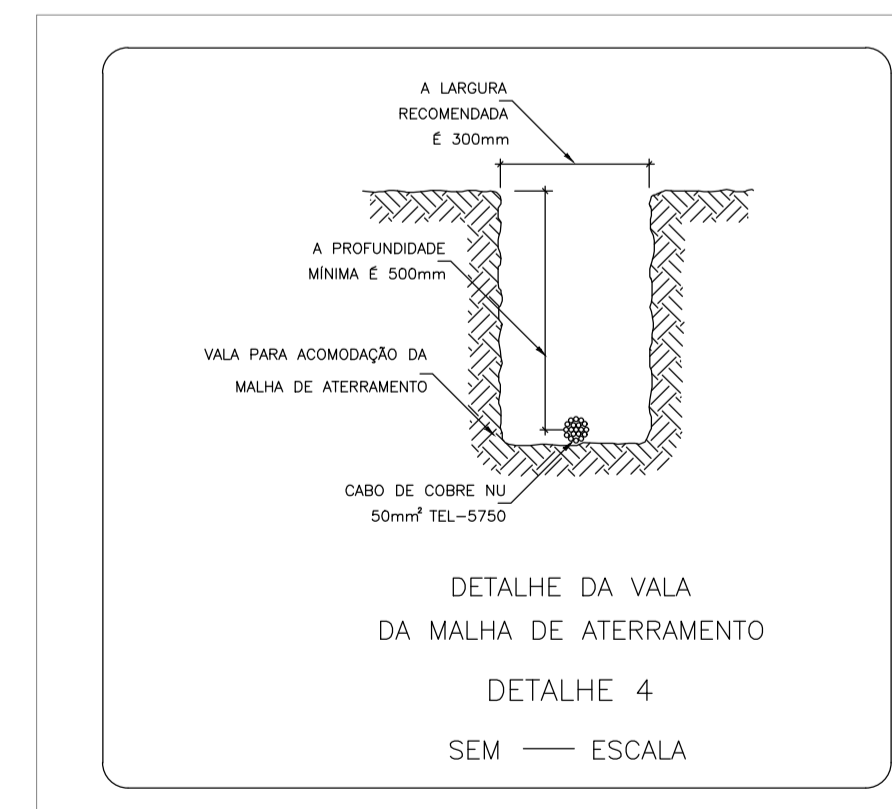 A LARGURA
RECOMENDADA
É 300mm
A PROFUNDIDADE
MÍNIMA É 500mm
VALA PARA ACOMODAÇÃO DA
MALHA DE ATERRAMENTO
CABO DE COBRE NU
50mm² TEL-5750
DETALHE DA VALA
DA MALHA DE ATERRAMENTO
DETALHE 4
SEM — ESCALA